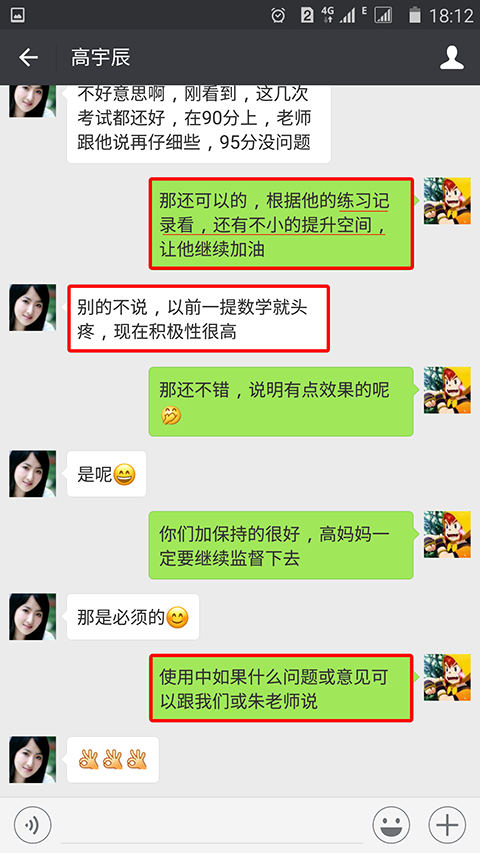 2 4G E 18:12
高宇辰
不好意思啊，刚看到，这几次
考试都还好，在90分上，老师
跟他说再仔细些，95分没问题
那还可以的，根据他的练习记
录看，还有不小的提升空间，
让他继续加油
别的不说，以前一提数学就头
疼，现在积极性很高
那还不错，说明有点效果的呢
🤭
是呢😄
你们加保持的很好，高妈妈一
定要继续监督下去
那是必须的😊
使用中如果什么问题或意见可
以跟我们或朱老师说
👌👌👌